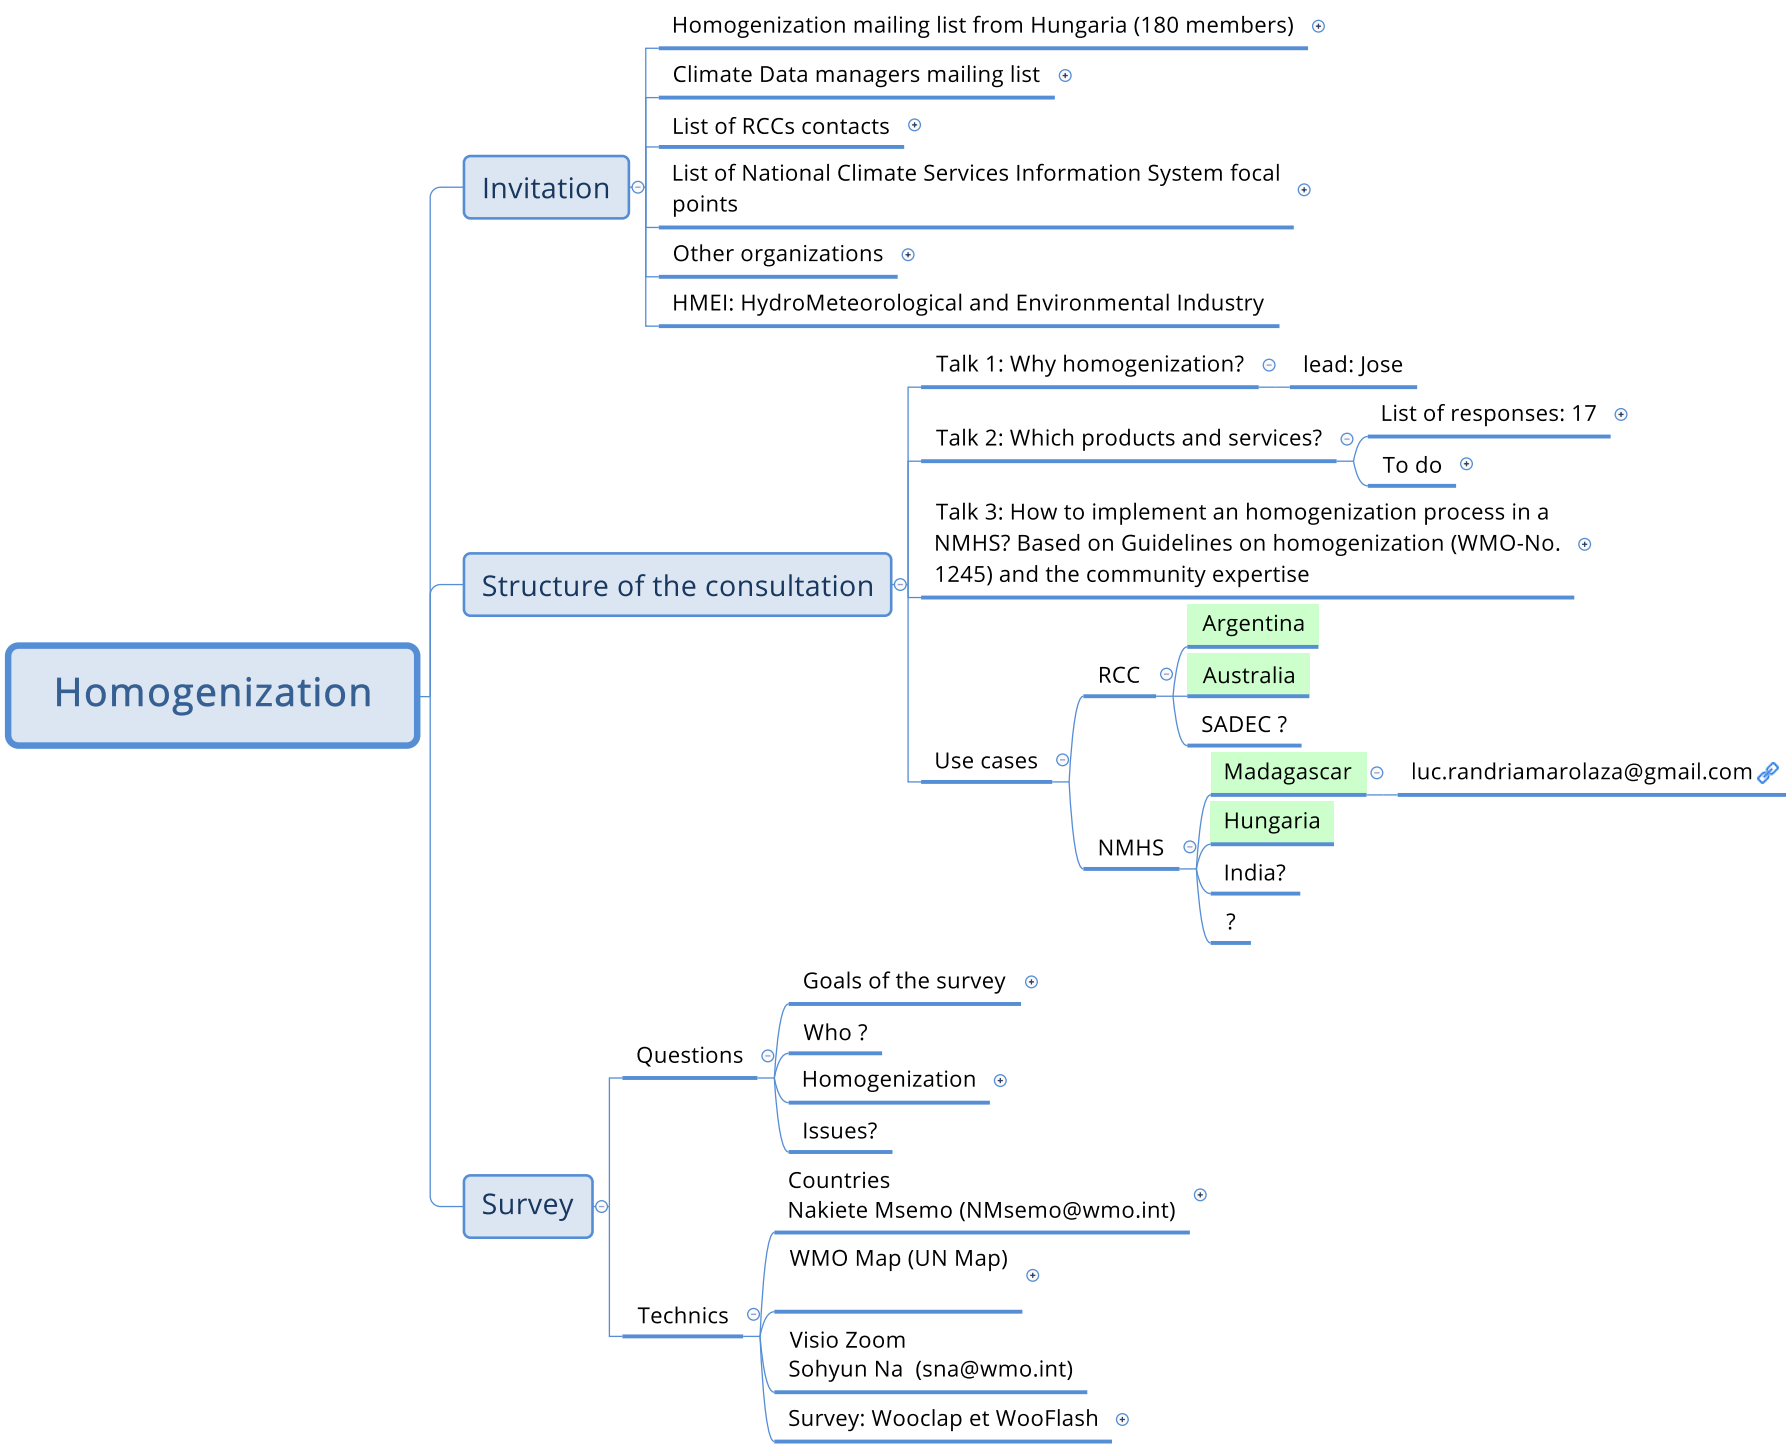 Homogenization
Invitation
Homogenization mailing list from Hungaria (180 members)
Climate Data managers mailing list
List of RCCs contacts
List of National Climate Services Information System focal
points
Other organizations
HMEI: HydroMeteorological and Environmental Industry
Structure of the consultation
Talk 1: Why homogenization?
lead: Jose
Talk 2: Which products and services?
List of responses: 17
To do
Talk 3: How to implement an homogenization process in a
NMHS? Based on Guidelines on homogenization (WMO-No.
1245) and the community expertise
Use cases
RCC
Argentina
Australia
SADEC ?
NMHS
Madagascar
luc.randriamarolaza@gmail.com
Hungaria
India?
?
Survey
Questions
Goals of the survey
Who ?
Homogenization
Issues?
Technics
Countries
Nakiete Msemo (NMsemo@wmo.int)
WMO Map (UN Map)
Visio Zoom
Sohyun Na  (sna@wmo.int)
Survey: Wooclap et WooFlash